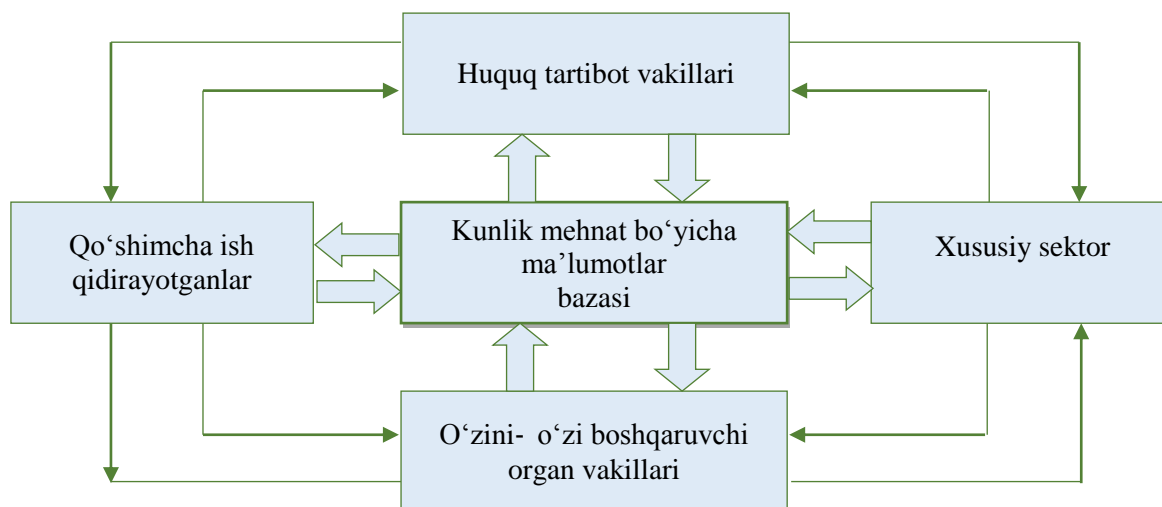 Huquq tartibot vakillari
Qo‘shimcha ish
qidirayotganlar
Kunlik mehnat bo‘yicha
ma’lumotlar
bazasi
Xususiy sektor
O‘zini- o‘zi boshqaruvchi
organ vakillari